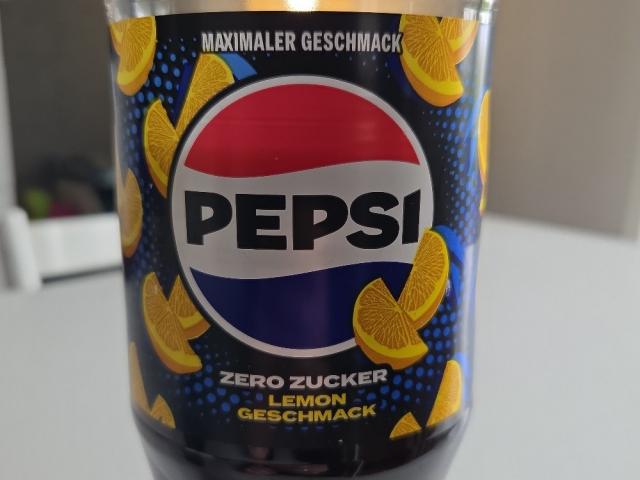 MAXIMALER GESCHMACK
PEPSI
ZERO ZUCKER
LEMON
GESCHMACK